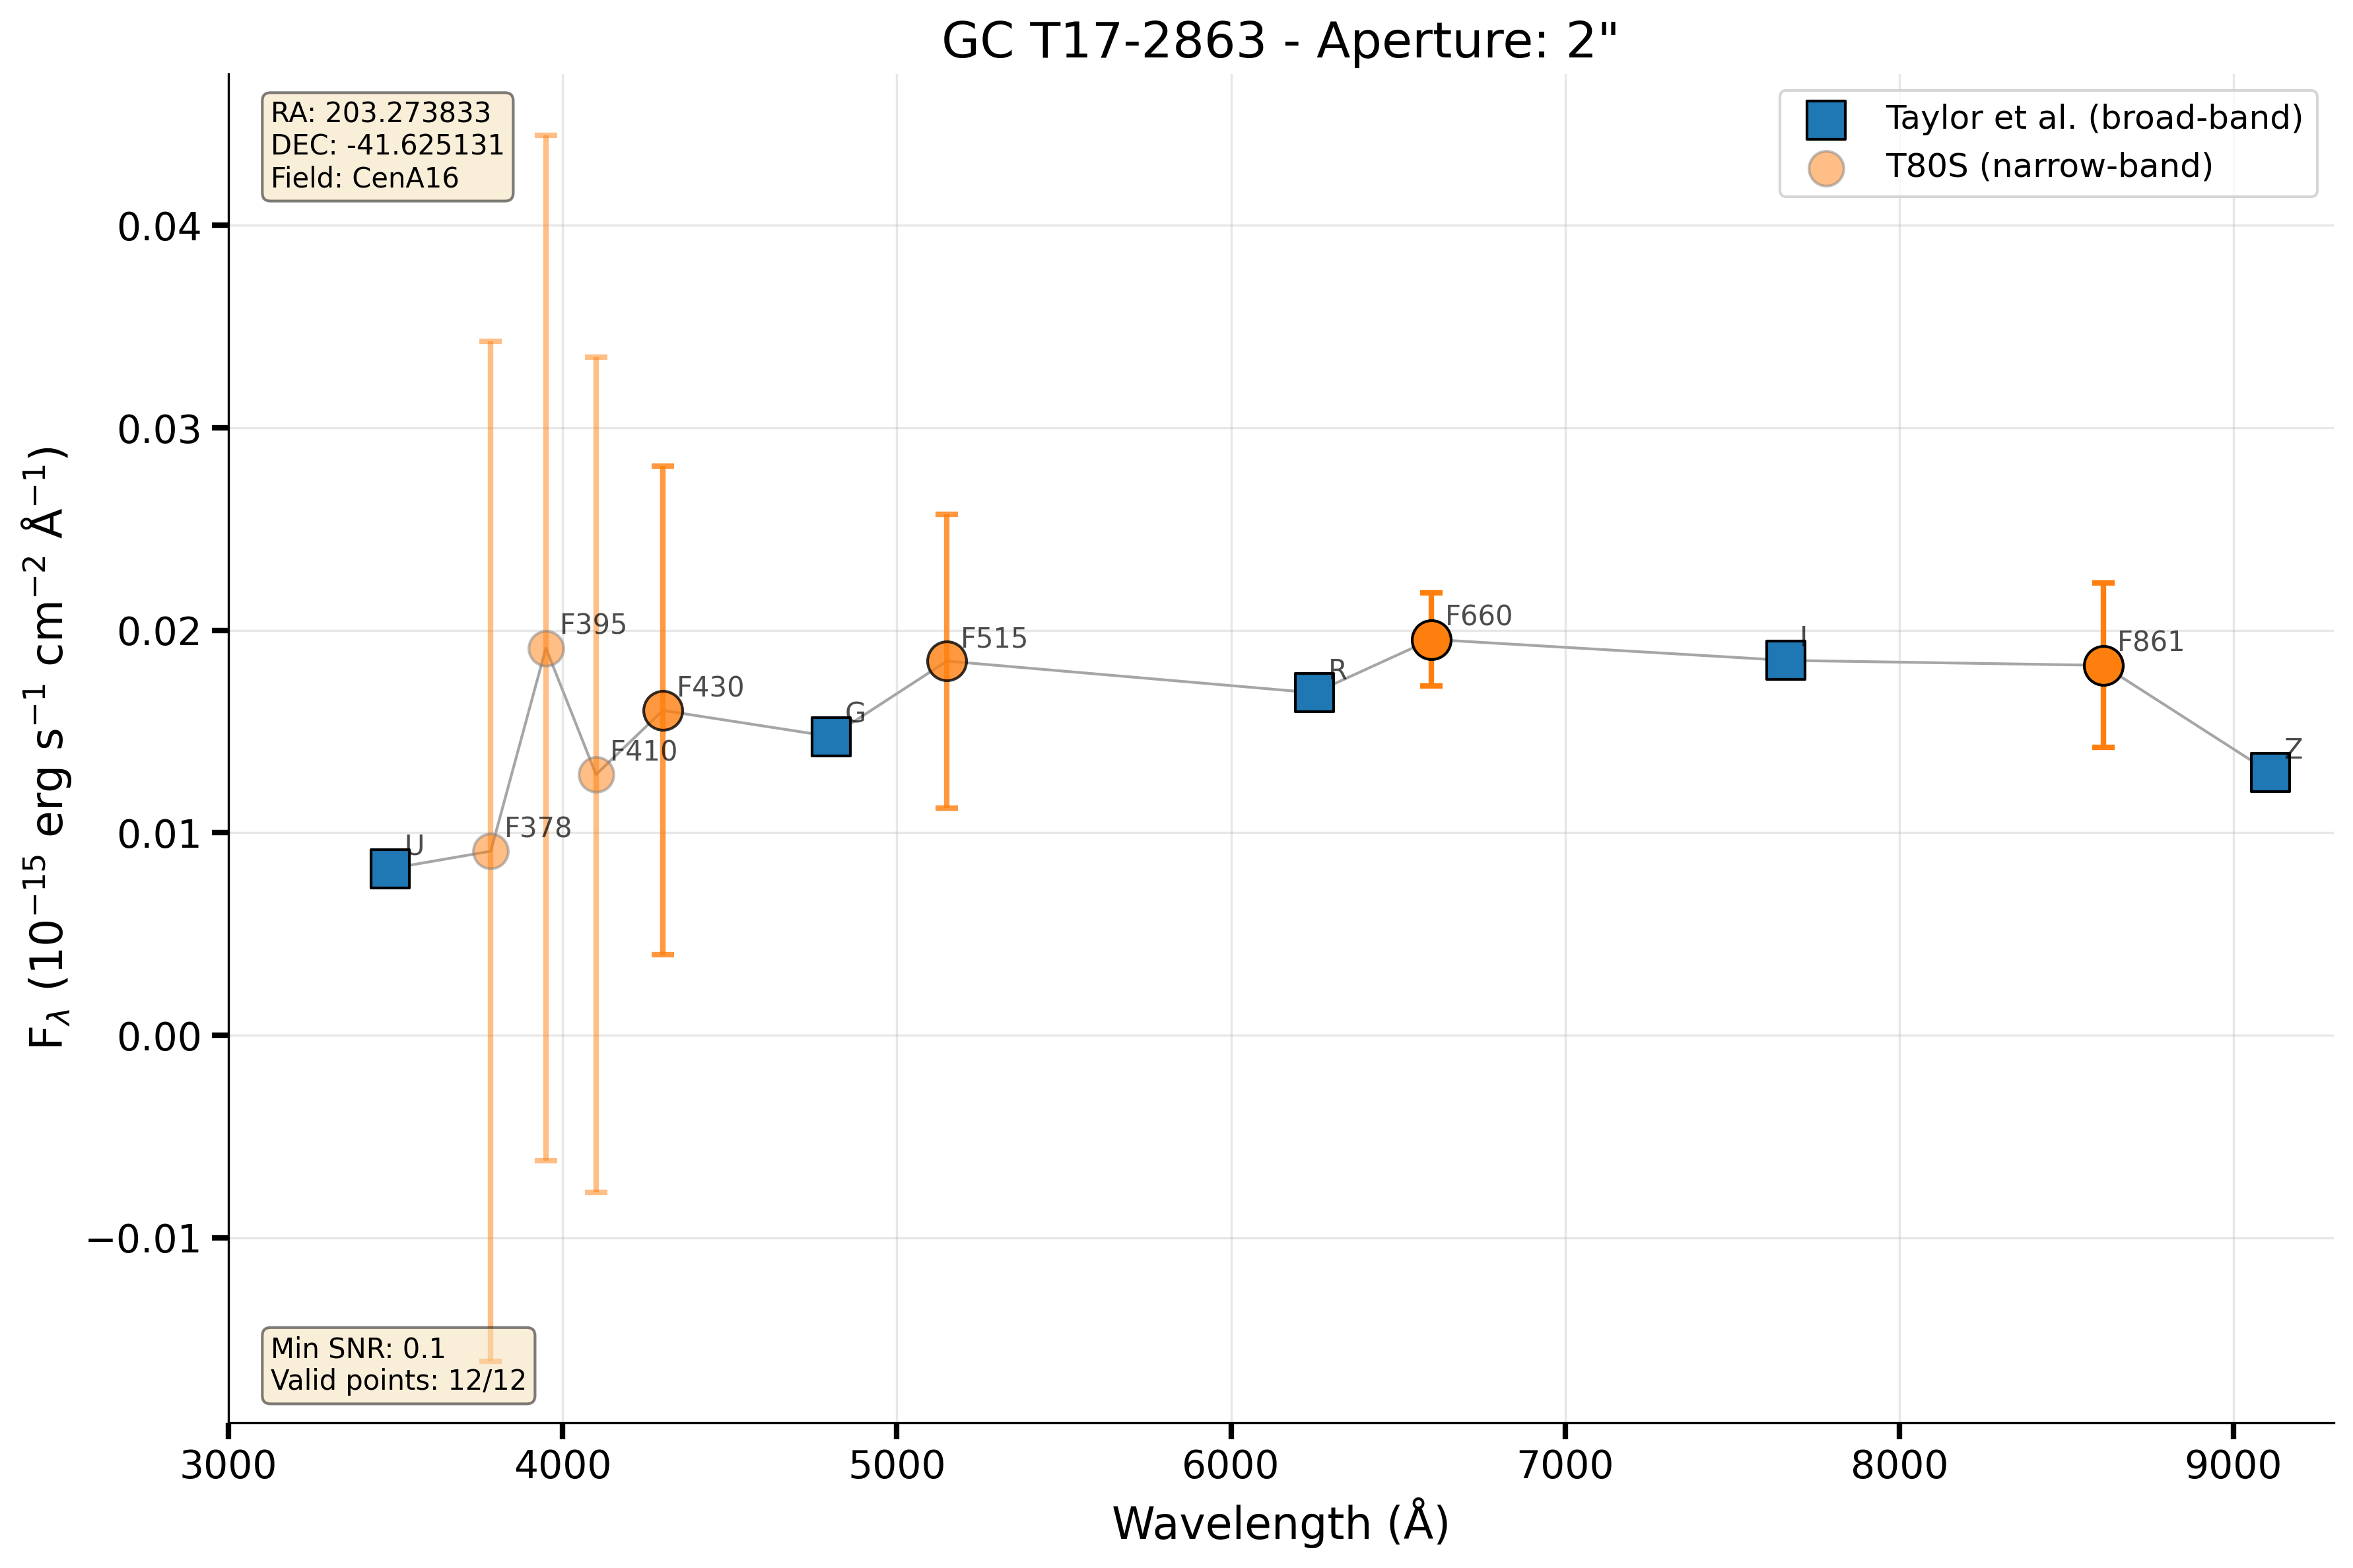 GC T17-2863 - Aperture: 2"
RA: 203.273833
DEC: -41.625131
Field: CenA16
Taylor et al. (broad-band)
T80S (narrow-band)
F_λ (10⁻¹⁵ erg s⁻¹ cm⁻² Å⁻¹)
0.04
0.03
0.02
0.01
0.00
−0.01
U
F378
F395
F410
F430
G
F515
R
F660
I
F861
Z
Min SNR: 0.1
Valid points: 12/12
3000
4000
5000
6000
7000
8000
9000
Wavelength (Å)